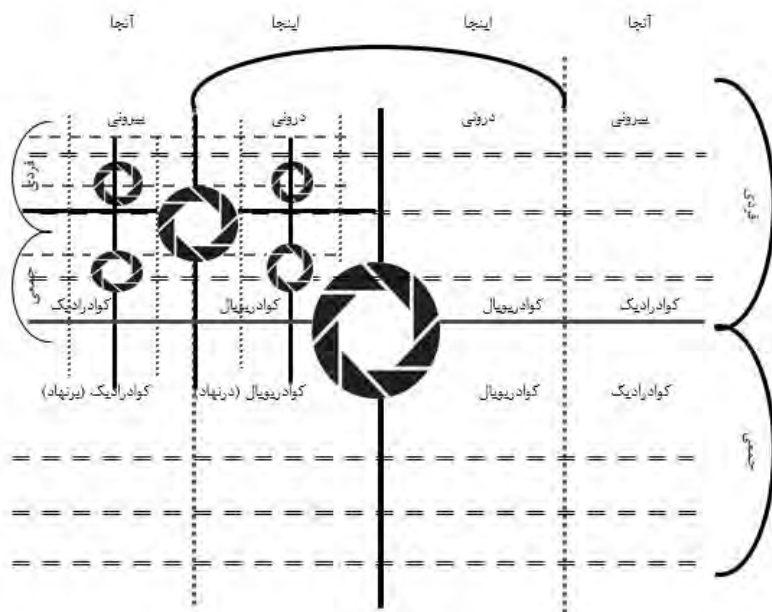 آنجا اینجا اینجا آنجا
بیرونی درونی درونی بیرونی
فردی
فردی
جمعی
کوادرادیک کوادریویال کوادریویال کوادرادیک
کوادرادیک کوادریویال کوادریویال (درنهاد) کوادرادیک (برنهاد)
جمعی